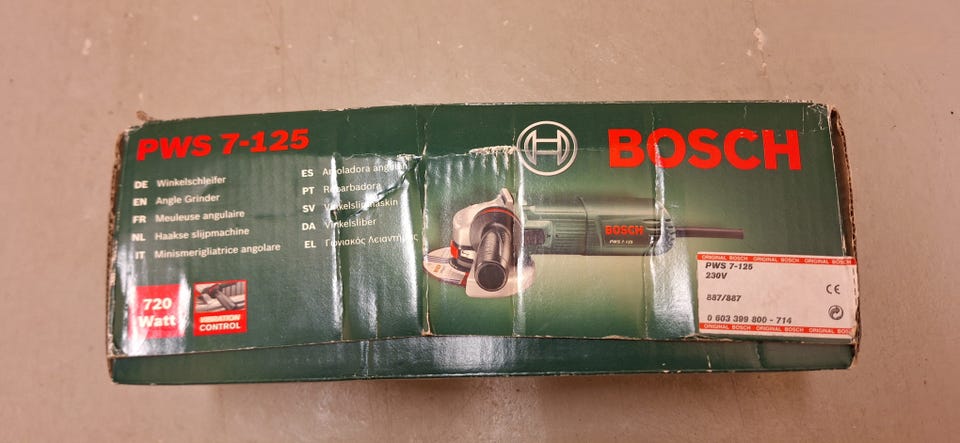 PWS 7-125
BOSCH
DE Winkelschleifer
EN Angle Grinder
FR Meuleuse angulaire
NL Haakse slijpmachine
IT Minismerigliatrice angolare
ES Amoladora angular
PT Rebarbadora
SV Vinkelslipmaskin
DA Vinkelsliber
EL Γωνιακός Λειαντήρας
720
Watt
VIBRATION
CONTROL
BOSCH
PWS 7-125
ORIGINAL BOSCH ORIGINAL BOSCH ORIGINAL BOSCH
PWS 7-125
230V
887/887
CE
0 603 399 800 - 714
ORIGINAL BOSCH ORIGINAL BOSCH ORIGINAL BOSCH